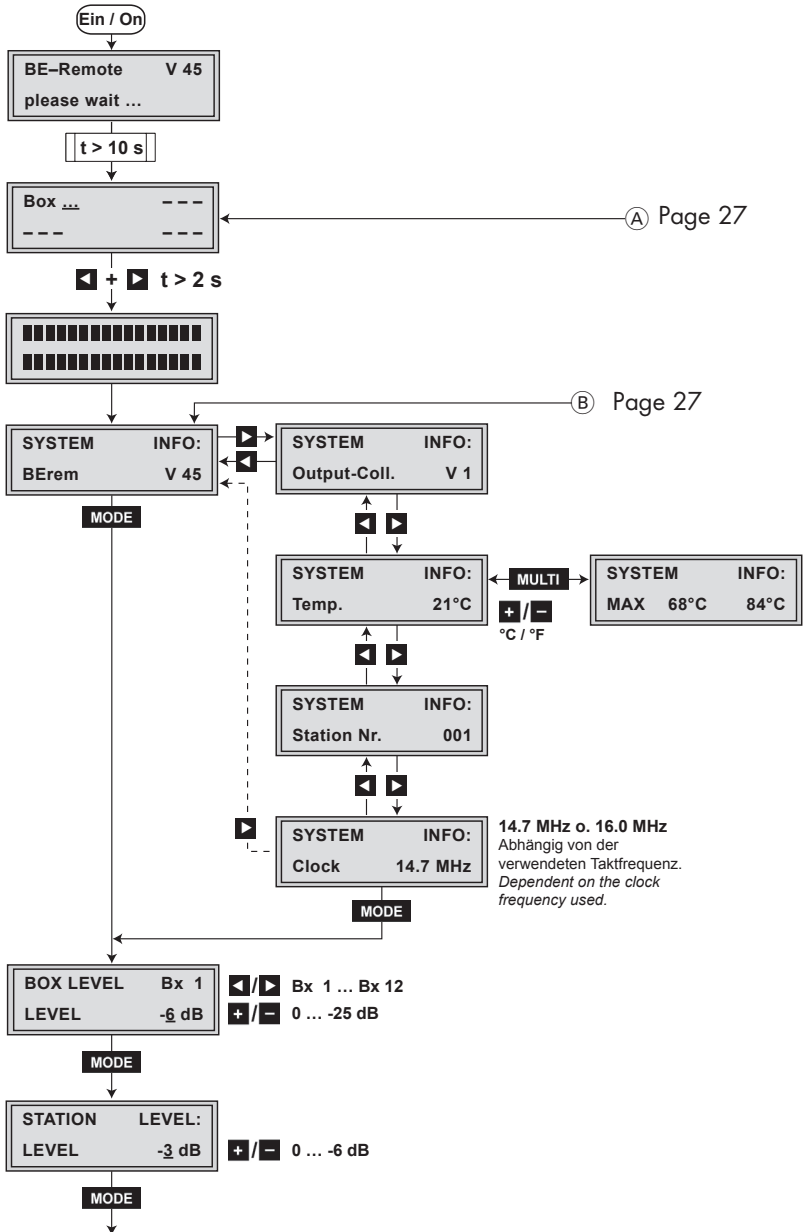 Ein / On
BE–Remote V 45
please wait …
t > 10 s
Box … – – –
– – – – – –
A Page 27
◄ + ► t > 2 s
B Page 27
SYSTEM INFO:
BErem V 45
►
◄
SYSTEM INFO:
Output-Coll. V 1
MODE
◄ ►
SYSTEM INFO:
Temp. 21°C
MULTI
+ / –
°C / °F
SYSTEM INFO:
MAX 68°C 84°C
◄ ►
SYSTEM INFO:
Station Nr. 001
◄ ►
►
SYSTEM INFO:
Clock 14.7 MHz
14.7 MHz o. 16.0 MHz
Abhängig von der
verwendeten Taktfrequenz.
Dependent on the clock
frequency used.
MODE
BOX LEVEL Bx 1
LEVEL -6 dB
◄ / ► Bx 1 … Bx 12
+ / – 0 … -25 dB
MODE
STATION LEVEL:
LEVEL -3 dB
+ / – 0 … -6 dB
MODE